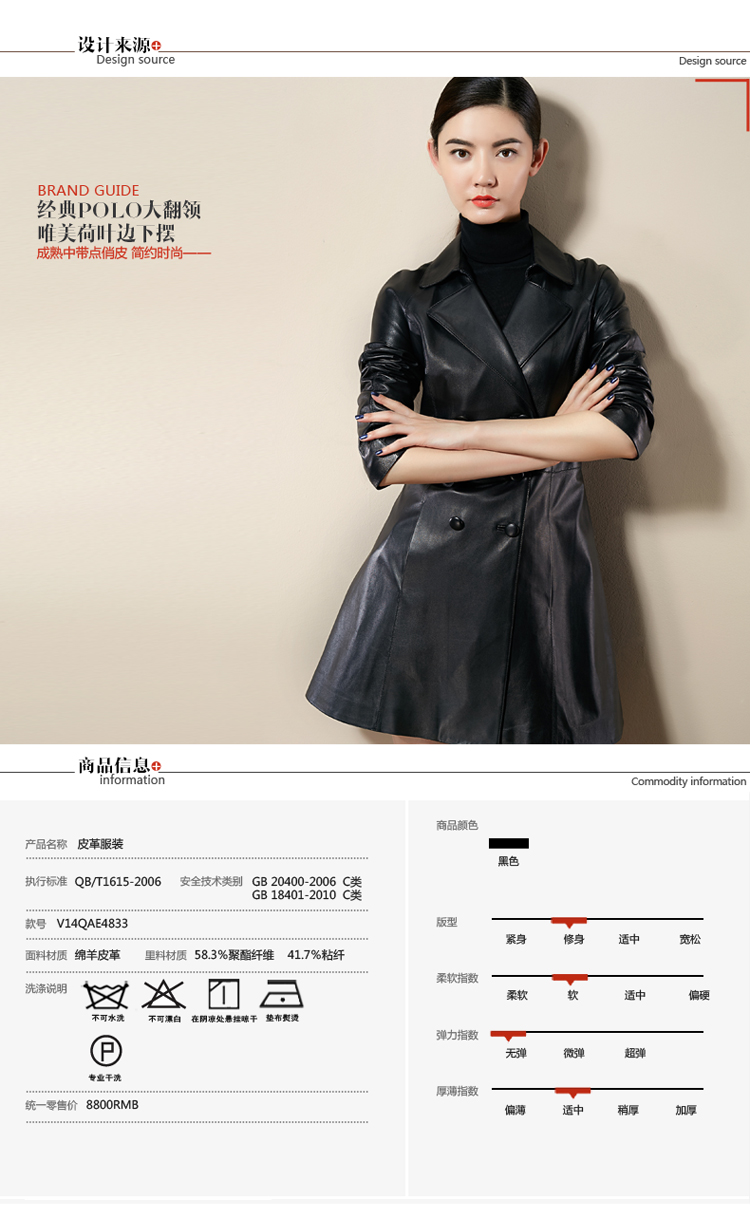 设计来源
Design source
Design source
BRAND GUIDE
经典POLO大翻领
唯美荷叶边下摆
成熟中带点俏皮 简约时尚——
商品信息
information
Commodity information
产品名称 皮革服装
执行标准 QB/T1615-2006 安全技术类别 GB 20400-2006 C类
GB 18401-2010 C类
款号 V14QAE4833
面料材质 绵羊皮革 里料材质 58.3%聚酯纤维 41.7%粘纤
洗涤说明
不可水洗 不可漂白 在阴凉处悬挂晾干 垫布熨烫
P
专业干洗
统一零售价 8800RMB
商品颜色
黑色
版型
紧身 修身 适中 宽松
柔软指数
柔软 软 适中 偏硬
弹力指数
无弹 微弹 超弹
厚薄指数
偏薄 适中 稍厚 加厚